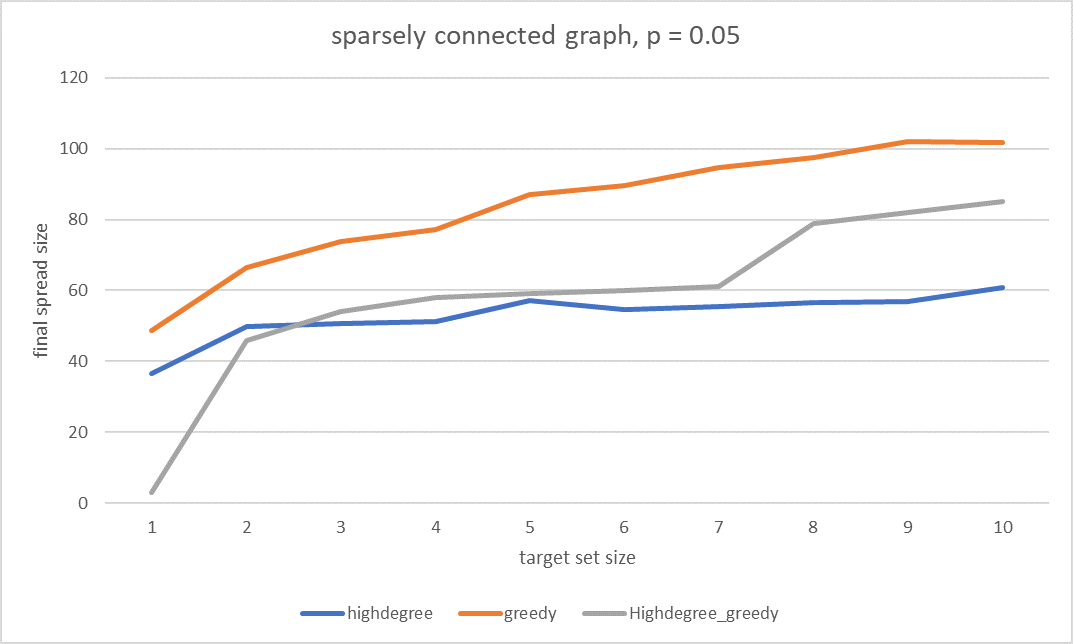 sparsely connected graph, p = 0.05
120
100
80
60
40
20
0
final spread size
1 2 3 4 5 6 7 8 9 10
target set size
highdegree greedy Highdegree_greedy